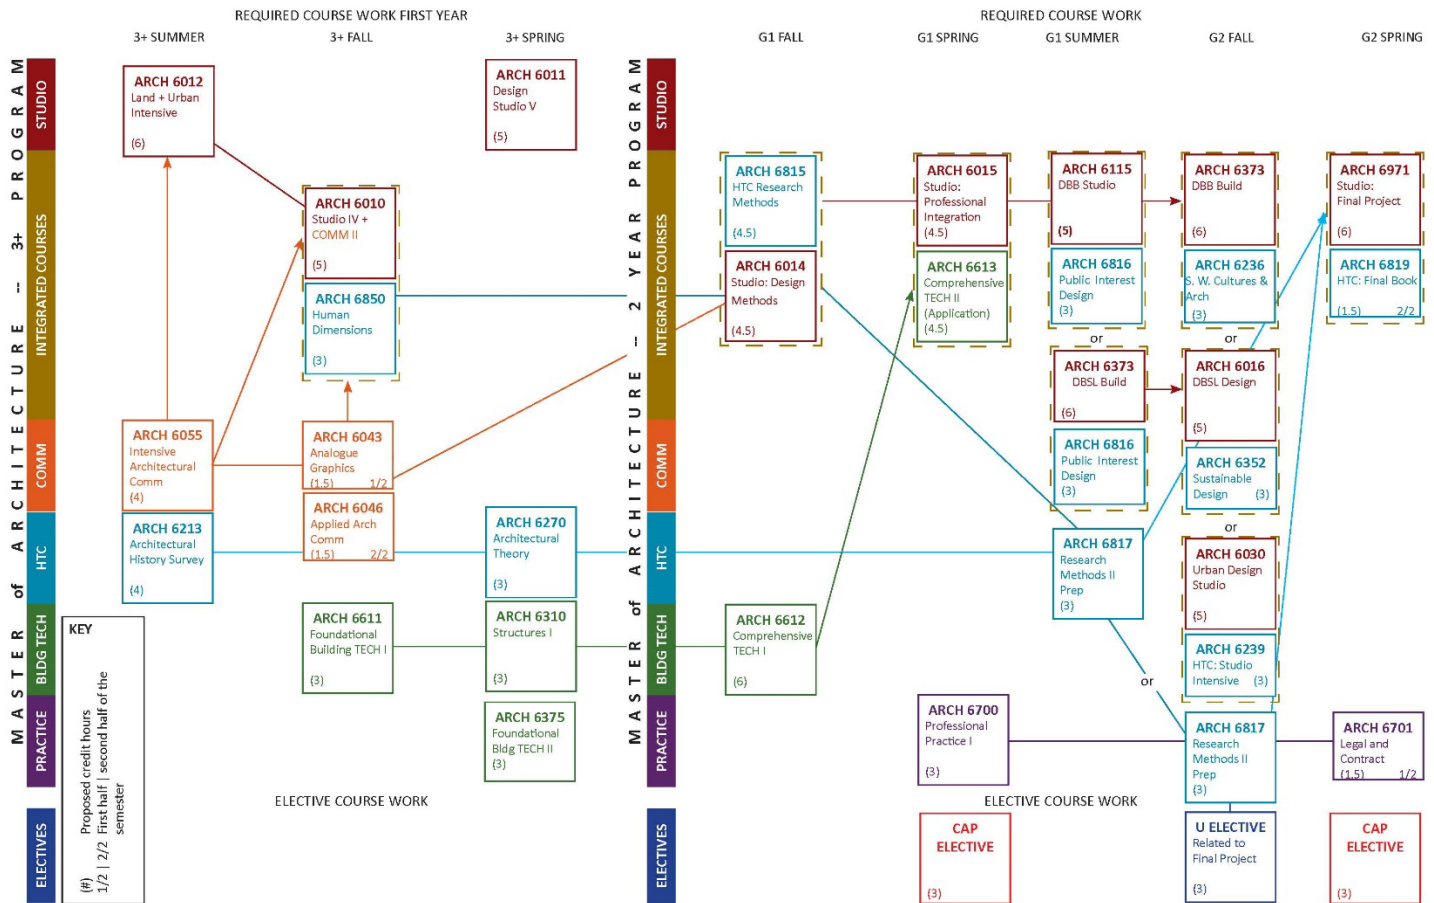 REQUIRED COURSE WORK FIRST YEAR
REQUIRED COURSE WORK
3+ SUMMER
3+ FALL
3+ SPRING
G1 FALL
G1 SPRING
G1 SUMMER
G2 FALL
G2 SPRING
MASTER of ARCHITECTURE -- 3+ PROGRAM
STUDIO
INTEGRATED COURSES
COMM
HTC
BLDG TECH
PRACTICE
ELECTIVES
ARCH 6012
Land + Urban
Intensive
(6)
ARCH 6055
Intensive
Architectural
Comm
(4)
ARCH 6213
Architectural
History Survey
(4)
KEY
(#) Proposed credit hours
1/2 | 2/2 First half | second half of the
semester
ARCH 6010
Studio IV +
COMM II
(5)
ARCH 6850
Human
Dimensions
(3)
ARCH 6043
Analogue
Graphics
(1.5) 1/2
ARCH 6046
Applied Arch
Comm
(1.5) 2/2
ARCH 6611
Foundational
Building TECH I
(3)
ARCH 6011
Design
Studio V
(5)
ARCH 6270
Architectural
Theory
(3)
ARCH 6310
Structures I
(3)
ARCH 6375
Foundational
Bldg TECH II
(3)
ELECTIVE COURSE WORK
MASTER of ARCHITECTURE -- 2 YEAR PROGRAM
STUDIO
INTEGRATED COURSES
COMM
HTC
BLDG TECH
PRACTICE
ELECTIVES
ARCH 6815
HTC Research
Methods
(4.5)
ARCH 6014
Studio: Design
Methods
(4.5)
ARCH 6612
Comprehensive
TECH I
(6)
ARCH 6015
Studio:
Professional
Integration
(4.5)
ARCH 6613
Comprehensive
TECH II
(Application)
(4.5)
ARCH 6700
Professional
Practice I
(3)
ARCH 6115
DBB Studio
(5)
ARCH 6816
Public Interest
Design
(3)
or
ARCH 6373
DBSL Build
(6)
ARCH 6816
Public Interest
Design
(3)
ARCH 6817
Research
Methods II
Prep
(3)
or
ARCH 6373
DBB Build
(6)
ARCH 6236
S. W. Cultures &
Arch
(3)
or
ARCH 6016
DBSL Design
(5)
ARCH 6352
Sustainable
Design (3)
or
ARCH 6030
Urban Design
Studio
(5)
ARCH 6239
HTC: Studio
Intensive (3)
ARCH 6817
Research
Methods II
Prep
(3)
ARCH 6971
Studio:
Final Project
(6)
ARCH 6819
HTC: Final Book
(1.5) 2/2
ARCH 6701
Legal and
Contract
(1.5) 1/2
ELECTIVE COURSE WORK
CAP
ELECTIVE
(3)
U ELECTIVE
Related to
Final Project
(3)
CAP
ELECTIVE
(3)